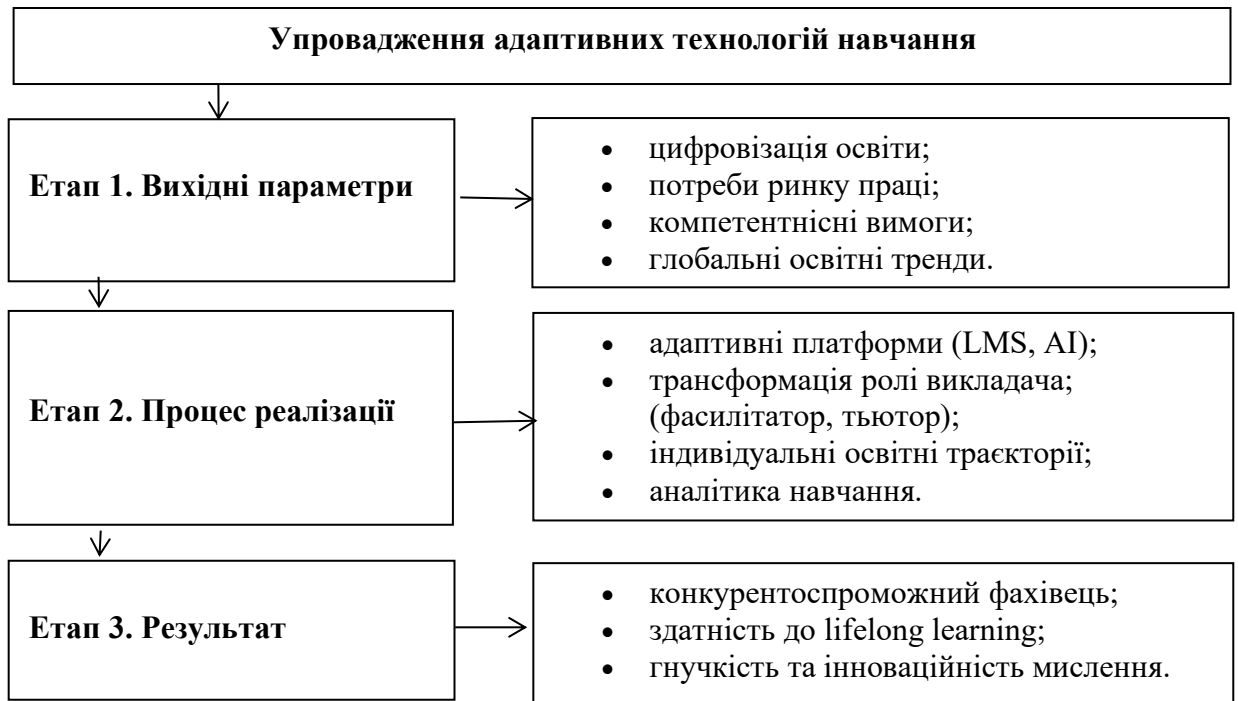 Упровадження адаптивних технологій навчання
Етап 1. Вихідні параметри
• цифровізація освіти;
• потреби ринку праці;
• компетентнісні вимоги;
• глобальні освітні тренди.
Етап 2. Процес реалізації
• адаптивні платформи (LMS, AI);
• трансформація ролі викладача;
(фасилітатор, тьютор);
• індивідуальні освітні траєкторії;
• аналітика навчання.
Етап 3. Результат
• конкурентоспроможний фахівець;
• здатність до lifelong learning;
• гнучкість та інноваційність мислення.